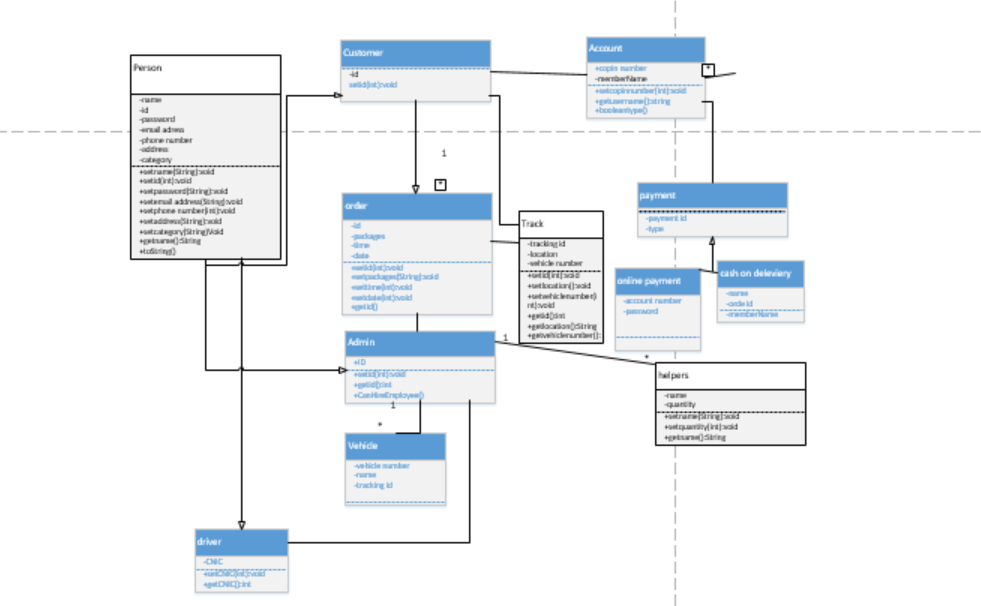 Person
-name
-id
-password
-email adress
-phone number
-address
-category
+setname(String):void
+setid(int):void
+setpassword(String):void
+setemail address(String):void
+setphone number(int):void
+setaddress(String):void
+setcategory(String)Void
+getname():String
+toString()
Customer
-id
setid(int):void
Account
+copin number
-memberName
+setcopinnumber(int):void
+getusername():string
+booleantype()
*
1
*
order
-id
-packages
-time
-date
+setid(int):void
+setpackages(String):void
+settime(int):void
+setdate(int):void
+getid()
Track
-tracking id
-location
-vehicle number
+setid(int):void
+setlocation():void
+setvehiclenumber(i
nt):void
+getid():int
+getlocation():String
+getvehiclenumber():
payment
-payment id
-type
online payment
-account number
-password
cash on deleviery
-name
-orde id
-memberName
Admin
+ID
+setid(int):void
+getid():int
+CanHireEmployee()
1
*
1
*
helpers
-name
-quantity
+setname(String):void
+setquantity(int):void
+getname():String
Vehicle
-vehicle number
-name
-tracking id
driver
-CNIC
+setCNIC(int):void
+getCNIC():int